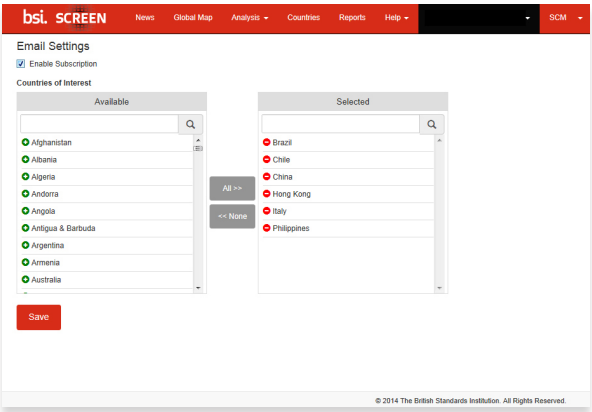 bsi. SCREEN News Global Map Analysis Countries Reports Help SCM
Email Settings
Enable Subscription
Countries of Interest
Available
Afghanistan
Albania
Algeria
Andorra
Angola
Antigua & Barbuda
Argentina
Armenia
Australia
All >>
<< None
Selected
Brazil
Chile
China
Hong Kong
Italy
Philippines
Save
© 2014 The British Standards Institution. All Rights Reserved.